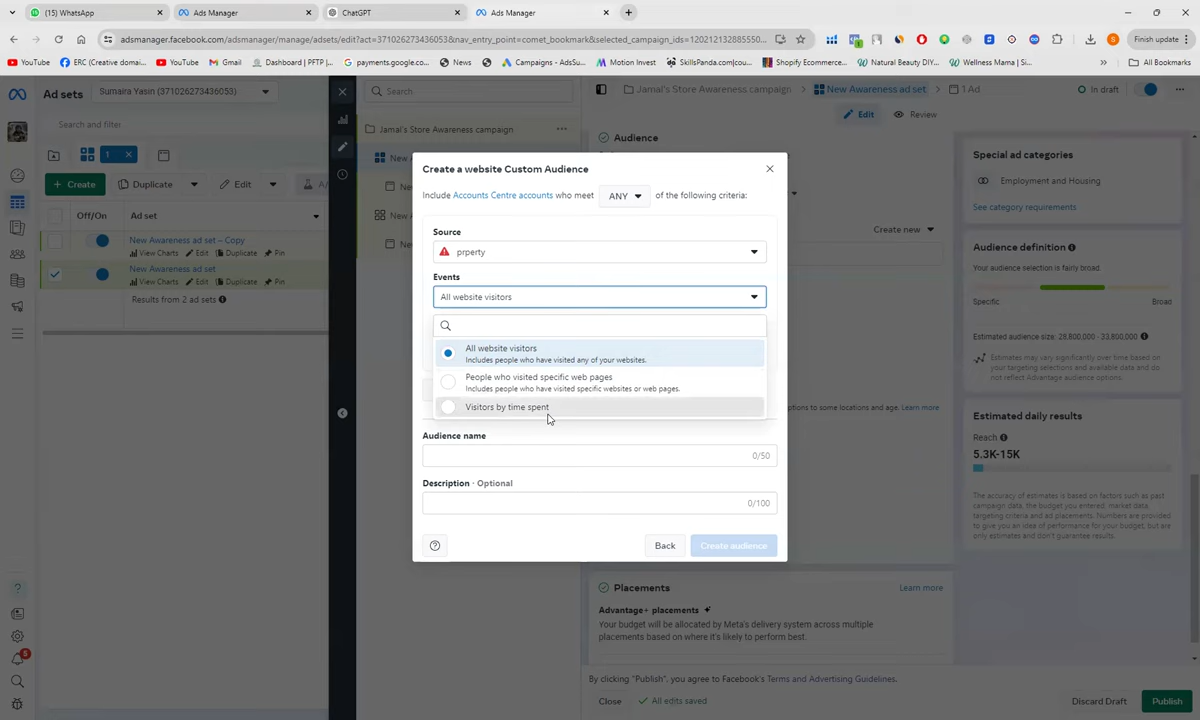 (15) WhatsApp
Ads Manager
ChatGPT
Ads Manager
adsmanager.facebook.com/adsmanager/manage/adsets/edit?act=371026273436053&nav_entry_point=comet_bookmark&selected_campaign_ids=120212132885550...
Finish update
YouTube
ERC (Creative domai...
YouTube
Gmail
Dashboard | PFTP |...
payments.google.co...
News
Campaigns - AdsSu...
Motion Invest
SkillsPanda.com|cou...
Shopify Ecommerce...
Natural Beauty DIY...
Wellness Mama | Si...
All Bookmarks
Ad sets
Sumaira Yasin (371026273436053)
Search and filter
1
Create
Duplicate
Edit
A/
Off/On
Ad set
New Awareness ad set – Copy
View Charts Edit Duplicate Pin
New Awareness ad set
View Charts Edit Duplicate Pin
Results from 2 ad sets
5
Search
Jamal's Store Awareness campaign
New A
Ne
New A
Ne
Jamal's Store Awareness campaign
New Awareness ad set
1 Ad
In draft
Edit
Review
Audience
Create new
Create a website Custom Audience
Include Accounts Centre accounts who meet ANY of the following criteria:
Source
prperty
Events
All website visitors
All website visitors
Includes people who have visited any of your websites.
People who visited specific web pages
Includes people who have visited specific websites or web pages.
Visitors by time spent
Audience name
0/50
Description · Optional
0/100
Back
Create audience
ptions to some locations and age. Learn more
Placements
Learn more
Advantage+ placements
Your budget will be allocated by Meta's delivery system across multiple
placements based on where it's likely to perform best.
By clicking "Publish", you agree to Facebook's Terms and Advertising Guidelines.
Close
All edits saved
Discard Draft
Publish
Special ad categories
Employment and Housing
See category requirements
Audience definition
Your audience selection is fairly broad.
Specific
Broad
Estimated audience size: 28,800,000 - 33,800,000
Estimates may vary significantly over time based on
your targeting selections and available data and do
not reflect Advantage audience options.
Estimated daily results
Reach
5.3K-15K
The accuracy of estimates is based on factors such as past
campaign data, the budget you entered, market data,
targeting criteria and ad placements. Numbers are provided
to give you an idea of performance for your budget, but are
only estimates and don't guarantee results.